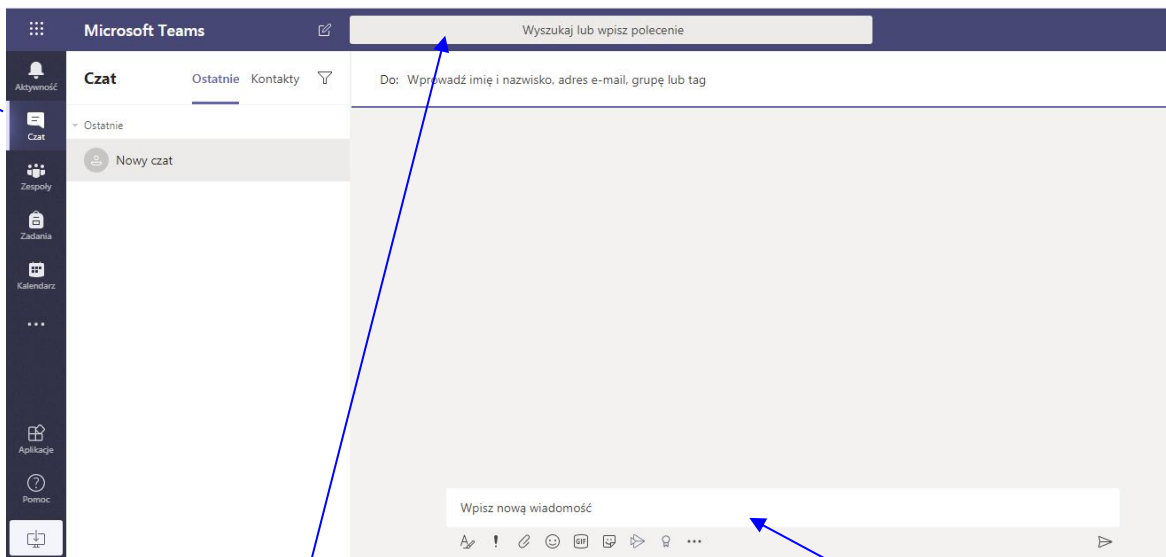 Microsoft Teams
Wyszukaj lub wpisz polecenie
Aktywność
Czat
Zespoły
Zadania
Kalendarz
Aplikacje
Pomoc
Czat Ostatnie Kontakty
Ostatnie
Nowy czat
Do: Wprowadź imię i nazwisko, adres e-mail, grupę lub tag
Wpisz nową wiadomość
GIF